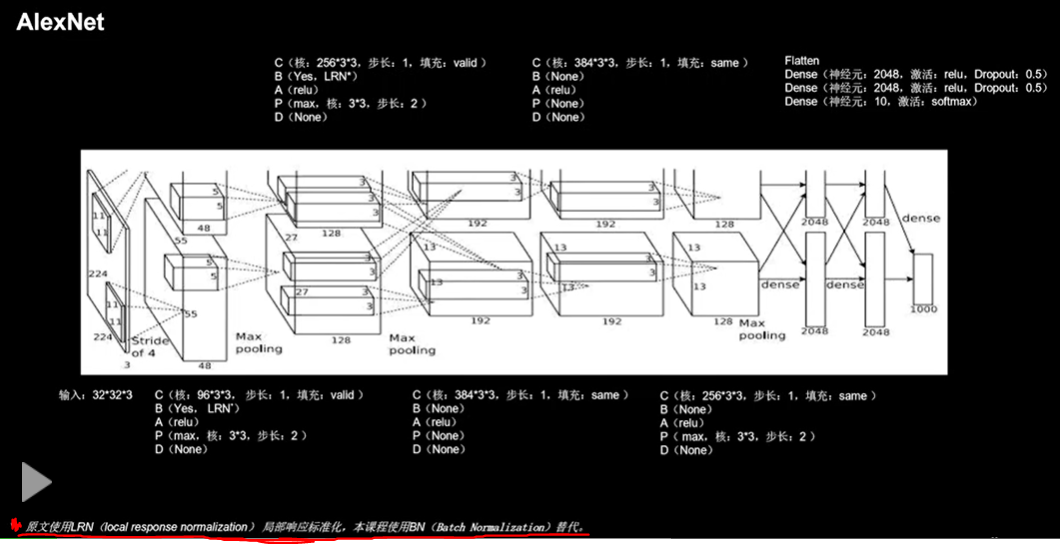 AlexNet
C（核：256*3*3，步长：1，填充：valid ）
B（Yes，LRN*）
A（relu）
P（max，核：3*3，步长：2 ）
D（None）
C（核：384*3*3，步长：1，填充：same ）
B（None）
A（relu）
P（None）
D（None）
Flatten
Dense（神经元：2048，激活：relu，Dropout：0.5）
Dense（神经元：2048，激活：relu，Dropout：0.5）
Dense（神经元：10，激活：softmax）
11
11
224
11
11
224
3
Stride
of 4
55
5
5
48
5
5
55
48
Max
pooling
27
3
3
3
128
3
3
27
3
3
128
Max
pooling
3
3
192
13
13
3
3
192
3
3
192
13
13
3
3
192
128
13
13
128
Max
pooling
dense
2048
2048
dense
dense
2048
2048
1000
输入：32*32*3
C（核：96*3*3， 步长：1，填充：valid ）
B（Yes， LRN*）
A（relu）
P（max，核：3*3，步长：2 ）
D（None）
C（核：384*3*3，步长：1，填充：same ）
B（None）
A（relu）
P（None）
D（None）
C（核：256*3*3，步长：1，填充：same ）
B（None）
A（relu）
P（ max，核：3*3，步长：2 ）
D（None）
原文使用LRN（local response normalization） 局部响应标准化，本课程使用BN（Batch Normalization）替代。